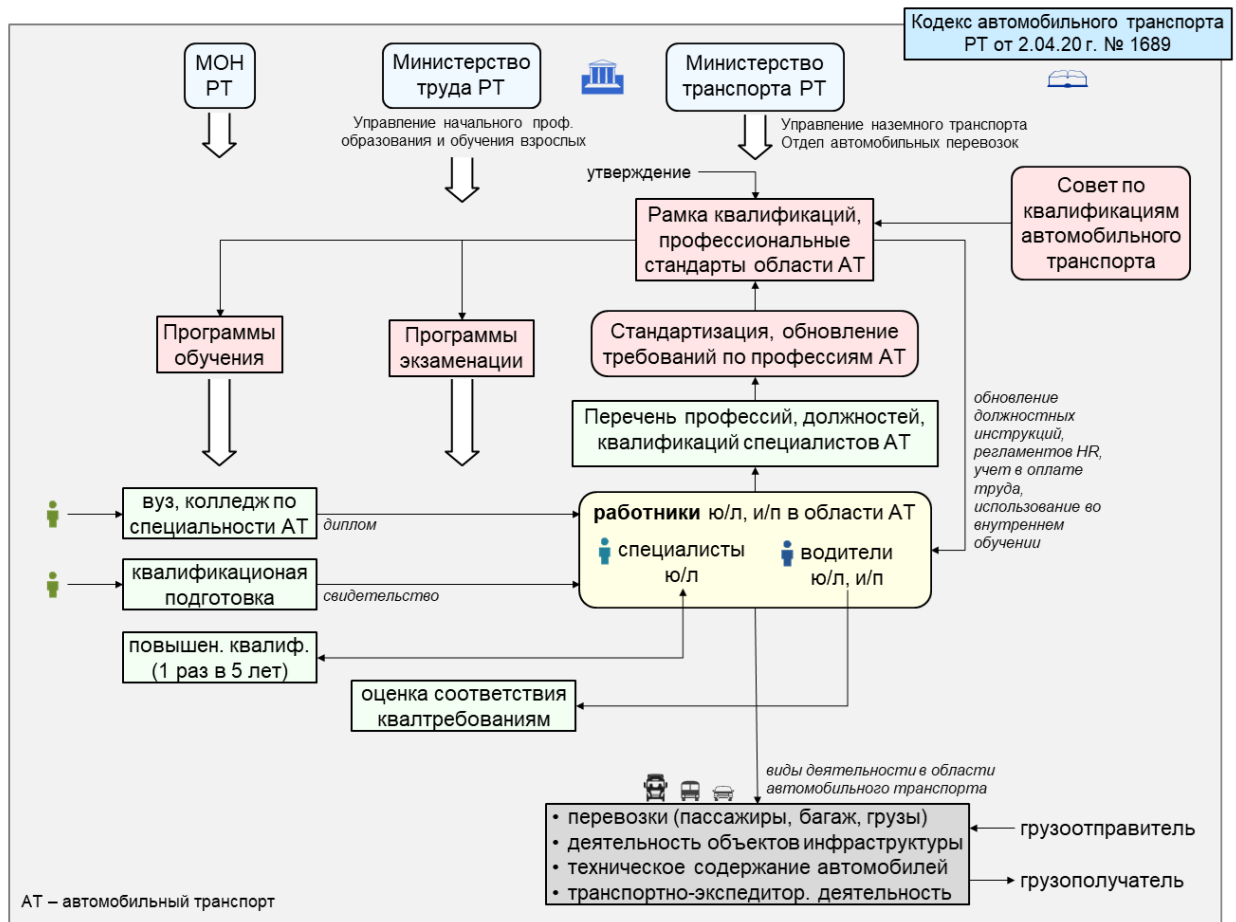 Кодекс автомобильного транспорта
РТ от 2.04.20 г. № 1689
МОН
РТ
Министерство
труда РТ
Министерство
транспорта РТ
Управление начального проф.
образования и обучения взрослых
Управление наземного транспорта
Отдел автомобильных перевозок
утверждение
Рамка квалификаций,
профессиональные
стандарты области АТ
Совет по
квалификациям
автомобильного
транспорта
Программы
обучения
Программы
экзаменации
Стандартизация, обновление
требований по профессиям АТ
Перечень профессий, должностей,
квалификаций специалистов АТ
обновление
должностных
инструкций,
регламентов HR,
учет в оплате
труда,
использование во
внутреннем
обучении
вуз, колледж по
специальности АТ
диплом
работники ю/л, и/п в области АТ
специалисты
ю/л
водители
ю/л, и/п
квалификационая
подготовка
свидетельство
повышен. квалиф.
(1 раз в 5 лет)
оценка соответствия
квалтребованиям
виды деятельности в области
автомобильного транспорта
• перевозки (пассажиры, багаж, грузы)
• деятельность объектов инфраструктуры
• техническое содержание автомобилей
• транспортно-экспедитор. деятельность
грузоотправитель
грузополучатель
АТ – автомобильный транспорт